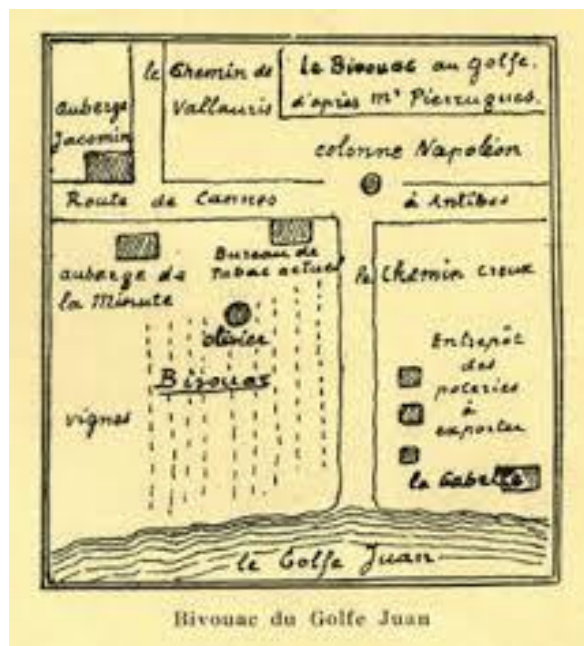 Le Bivouac au golfe.
d'après Mr Pierrugues.
le Chemin de
Vallauris
auberge
Jacomin
colonne Napoléon
Route de Cannes à Antibes
auberge de
la Minute
Bureau de
Tabac actuel
le Chemin creux
olivier
Bivouac
vignes
Entrepôt
des
poteries
à
exporter
la Gabelle
le Golfe Juan
Bivouac du Golfe Juan